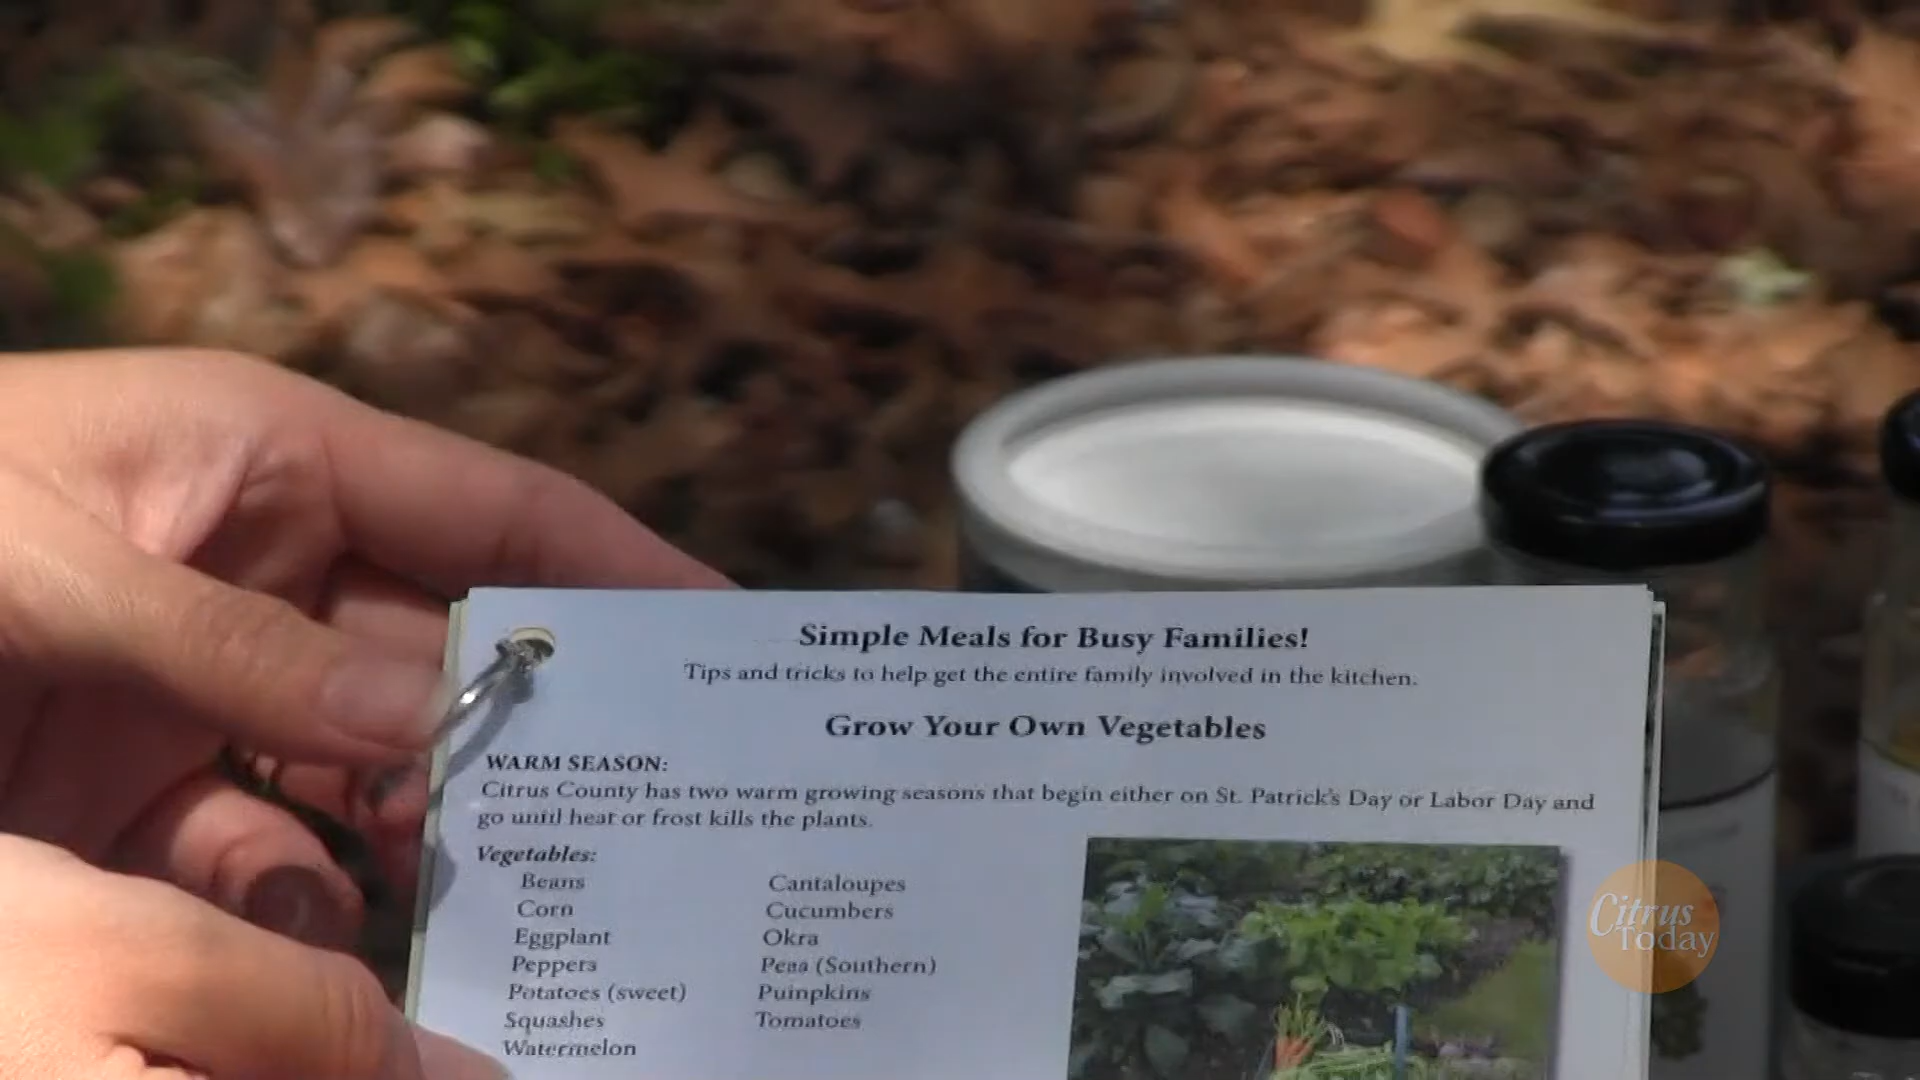 Simple Meals for Busy Families!
Tips and tricks to help get the entire family involved in the kitchen.
Grow Your Own Vegetables
WARM SEASON:
Citrus County has two warm growing seasons that begin either on St. Patrick's Day or Labor Day and
go until heat or frost kills the plants.
Vegetables:
Beans
Corn
Eggplant
Peppers
Potatoes (sweet)
Squashes
Watermelon
Cantaloupes
Cucumbers
Okra
Peas (Southern)
Pumpkins
Tomatoes
Citrus
Today